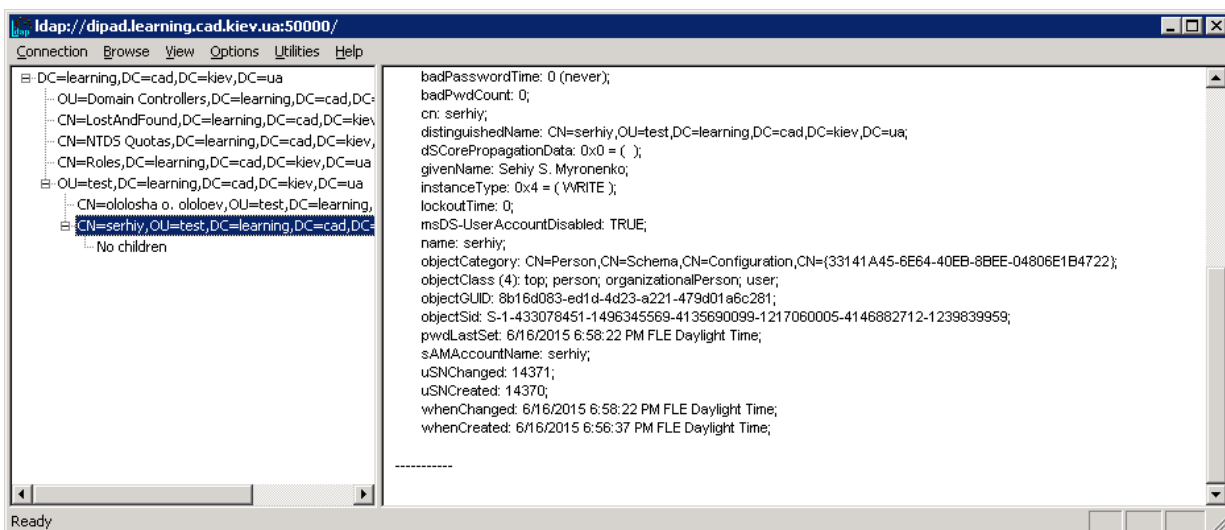 ldap://dipad.learning.cad.kiev.ua:50000/
Connection Browse View Options Utilities Help
DC=learning,DC=cad,DC=kiev,DC=ua
OU=Domain Controllers,DC=learning,DC=cad,DC=
CN=LostAndFound,DC=learning,DC=cad,DC=kiev
CN=NTDS Quotas,DC=learning,DC=cad,DC=kiev,
CN=Roles,DC=learning,DC=cad,DC=kiev,DC=ua
OU=test,DC=learning,DC=cad,DC=kiev,DC=ua
CN=ololosha o. ololoev,OU=test,DC=learning,
CN=serhiy,OU=test,DC=learning,DC=cad,DC=
No children
badPasswordTime: 0 (never);
badPwdCount: 0;
cn: serhiy;
distinguishedName: CN=serhiy,OU=test,DC=learning,DC=cad,DC=kiev,DC=ua;
dSCorePropagationData: 0x0 = ( );
givenName: Sehiy S. Myronenko;
instanceType: 0x4 = ( WRITE );
lockoutTime: 0;
msDS-UserAccountDisabled: TRUE;
name: serhiy;
objectCategory: CN=Person,CN=Schema,CN=Configuration,CN={33141A45-6E64-40EB-8BEE-04806E1B4722};
objectClass (4): top; person; organizationalPerson; user;
objectGUID: 8b16d083-ed1d-4d23-a221-479d01a6c281;
objectSid: S-1-433078451-1496345569-4135690099-1217060005-4146882712-1239839959;
pwdLastSet: 6/16/2015 6:58:22 PM FLE Daylight Time;
sAMAccountName: serhiy;
uSNChanged: 14371;
uSNCreated: 14370;
whenChanged: 6/16/2015 6:58:22 PM FLE Daylight Time;
whenCreated: 6/16/2015 6:56:37 PM FLE Daylight Time;
-----------
Ready